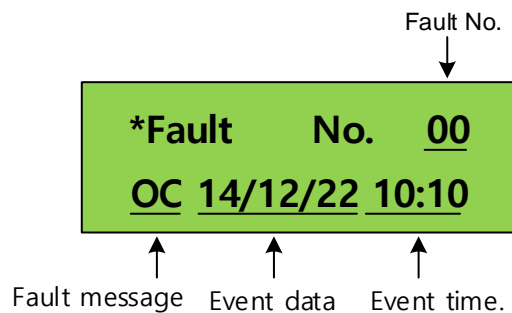 Fault No.
*Fault No. 00
OC 14/12/22 10:10
Fault message Event data Event time.